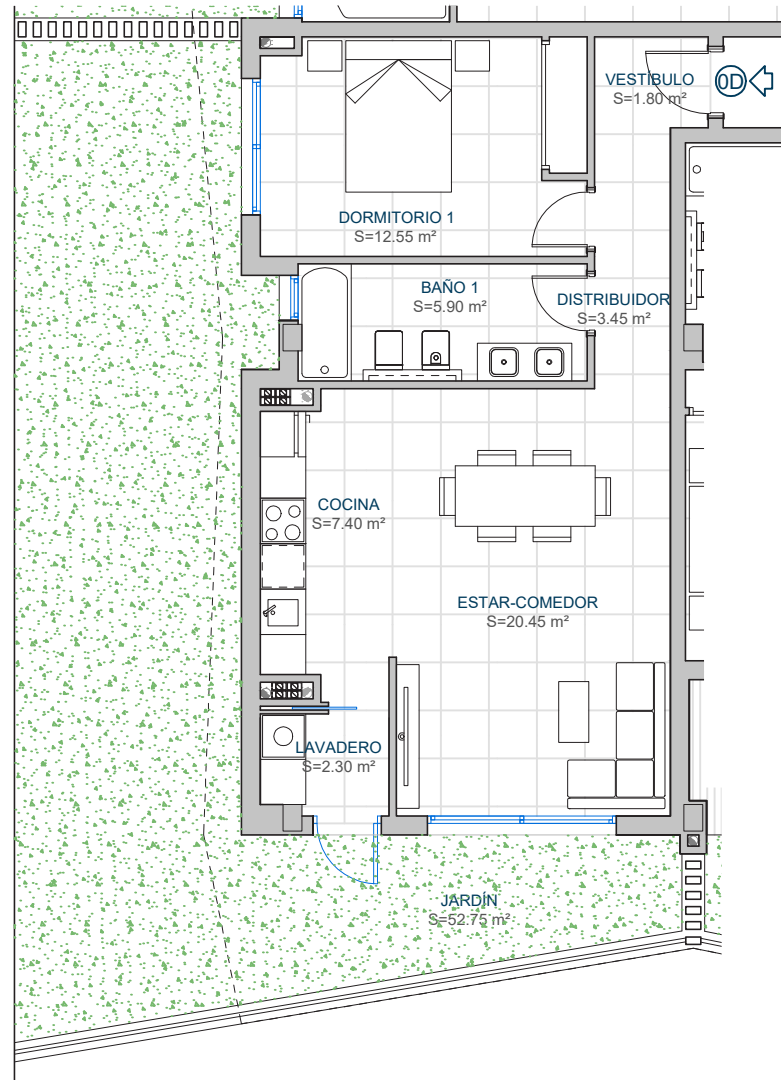 VESTÍBULO
S=1.80 m²
0D
DORMITORIO 1
S=12.55 m²
BAÑO 1
S=5.90 m²
DISTRIBUIDOR
S=3.45 m²
COCINA
S=7.40 m²
ESTAR-COMEDOR
S=20.45 m²
LAVADERO
S=2.30 m²
JARDÍN
S=52.75 m²